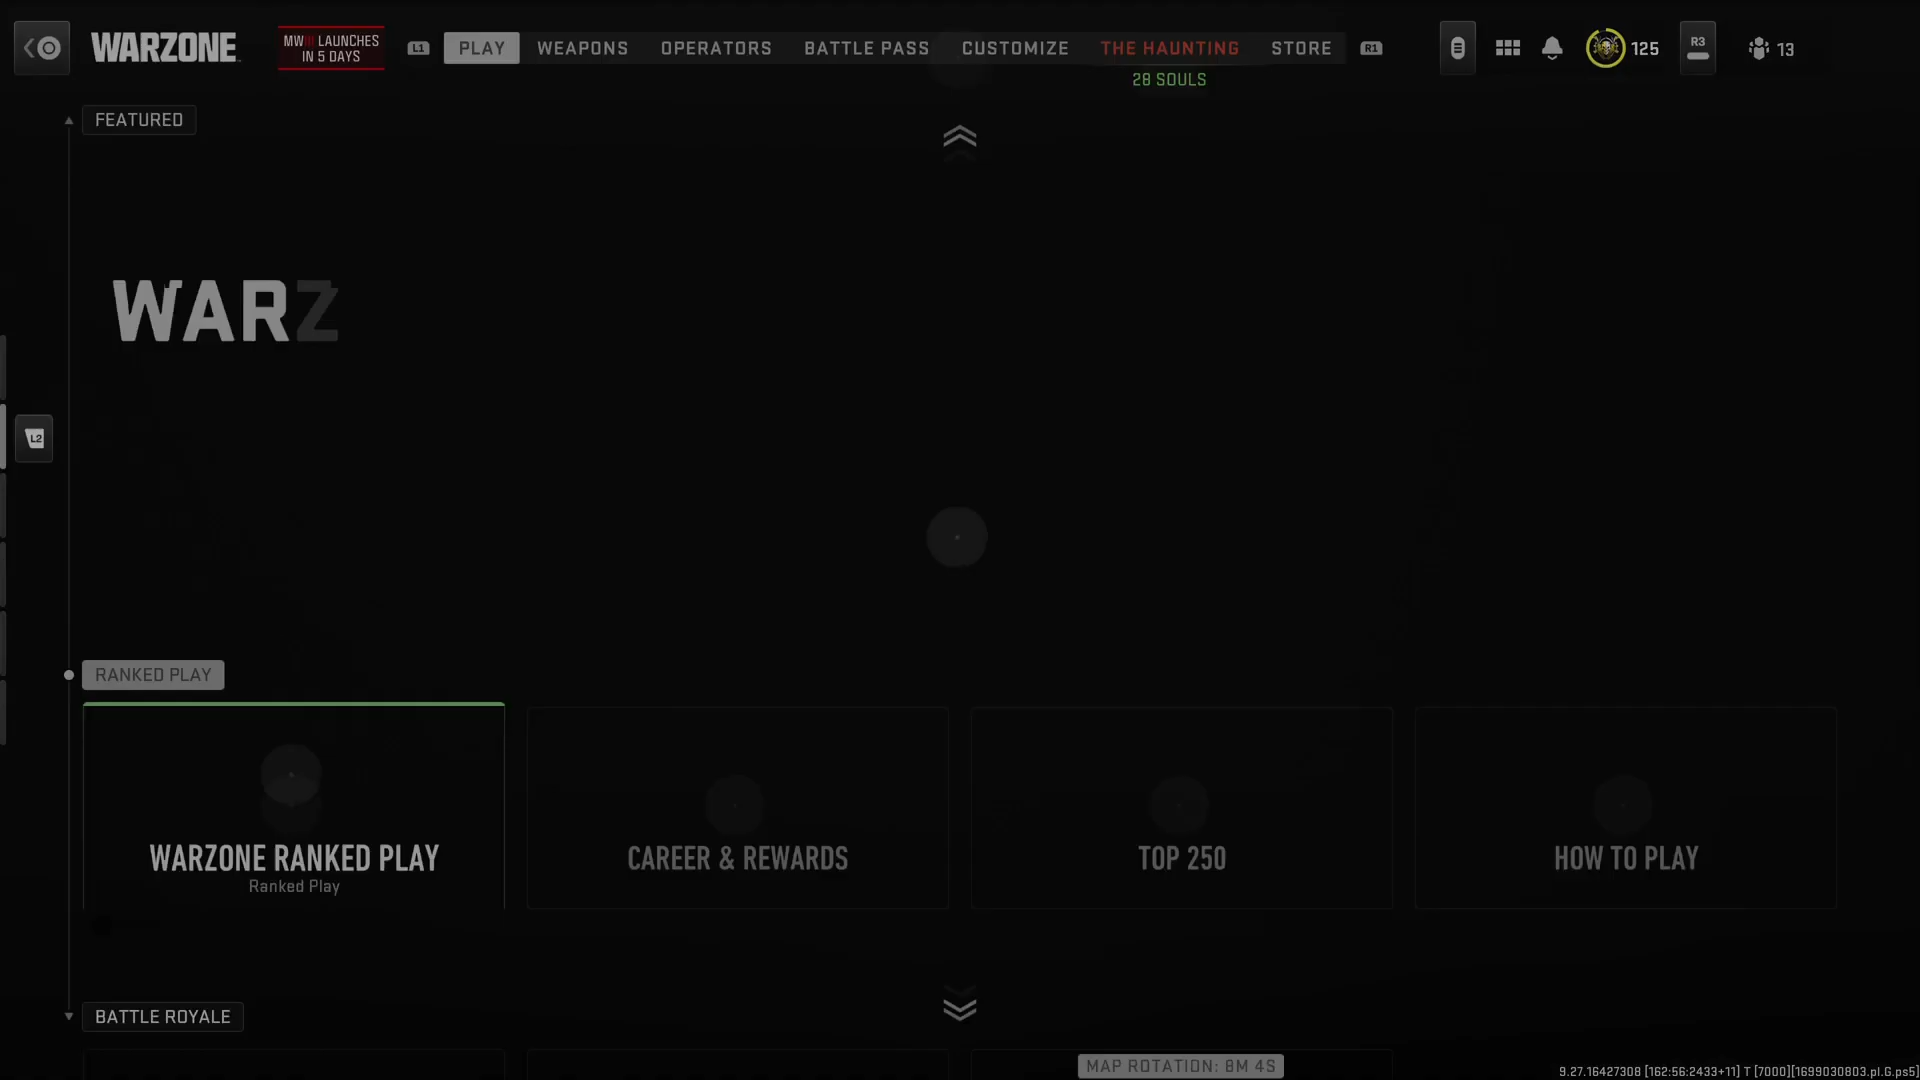 WARZONE
MWIII LAUNCHES
IN 5 DAYS
L1
PLAY
WEAPONS
OPERATORS
BATTLE PASS
CUSTOMIZE
THE HAUNTING
STORE
R1
125
R3
13
28 SOULS
FEATURED
WARZ
L2
RANKED PLAY
WARZONE RANKED PLAY
Ranked Play
CAREER & REWARDS
TOP 250
HOW TO PLAY
BATTLE ROYALE
MAP ROTATION: 8M 4S
9.27.16427308 [162:56:2433+11] T [7000][1699030803.pl.G.ps5]